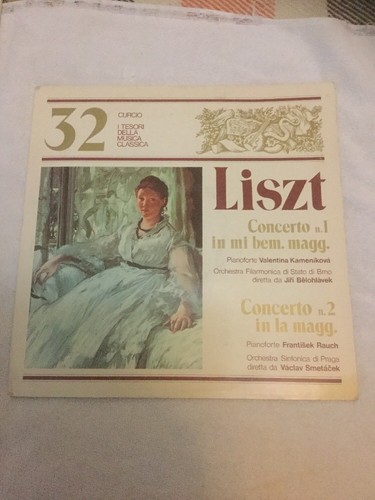 32
CURCIO
I TESORI
DELLA
MUSICA
CLASSICA
Liszt
Concerto n.1
in mi bem. magg.
Pianoforte Valentina Kameníková
Orchestra Filarmonica di Stato di Brno
diretta da Jiří Bělohlávek
Concerto n.2
in la magg.
Pianoforte František Rauch
Orchestra Sinfonica di Praga
diretta da Václav Smetáček